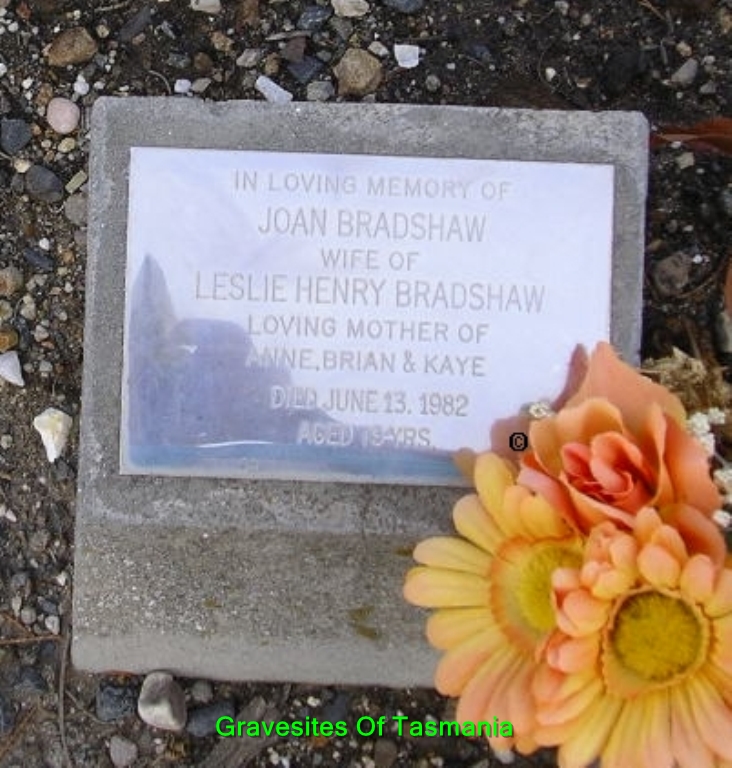 IN LOVING MEMORY OF
JOAN BRADSHAW
WIFE OF
LESLIE HENRY BRADSHAW
LOVING MOTHER OF
ANNE, BRIAN & KAYE
DIED JUNE 13, 1982
AGED YRS.
©
Gravesites Of Tasmania